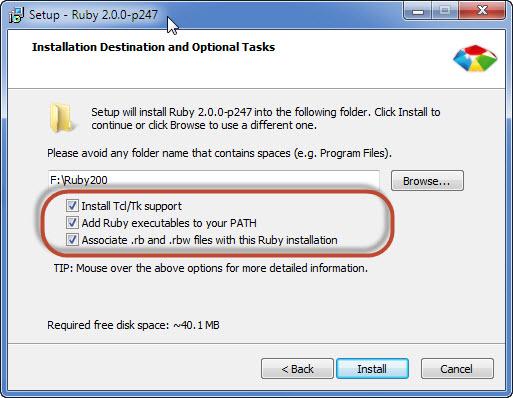 Setup - Ruby 2.0.0-p247
Installation Destination and Optional Tasks
Setup will install Ruby 2.0.0-p247 into the following folder. Click Install to
continue or click Browse to use a different one.
Please avoid any folder name that contains spaces (e.g. Program Files).
F:\Ruby200
Browse...
Install Tcl/Tk support
Add Ruby executables to your PATH
Associate .rb and .rbw files with this Ruby installation
TIP: Mouse over the above options for more detailed information.
Required free disk space: ~40.1 MB
< Back
Install
Cancel